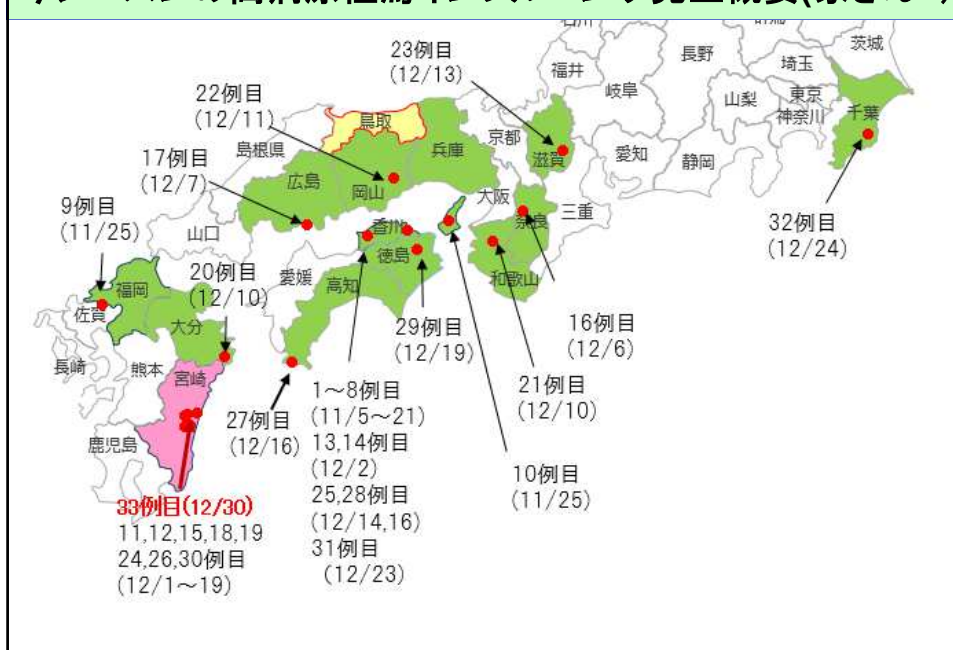 23例目
(12/13)
22例目
(12/11)
17例目
(12/7)
9例目
(11/25)
20例目
(12/10)
福井
岐阜
長野
埼玉
茨城
東京
神奈川
山梨
千葉
静岡
愛知
三重
滋賀
京都
大阪
奈良
和歌山
兵庫
鳥取
島根県
岡山
広島
山口
香川
徳島
愛媛
高知
福岡
佐賀
大分
長崎
熊本
宮崎
鹿児島
32例目
(12/24)
16例目
(12/6)
21例目
(12/10)
10例目
(11/25)
29例目
(12/19)
27例目
(12/16)
1～8例目
(11/5～21)
13,14例目
(12/2)
25,28例目
(12/14,16)
31例目
(12/23)
33例目(12/30)
11,12,15,18,19
24,26,30例目
(12/1～19)